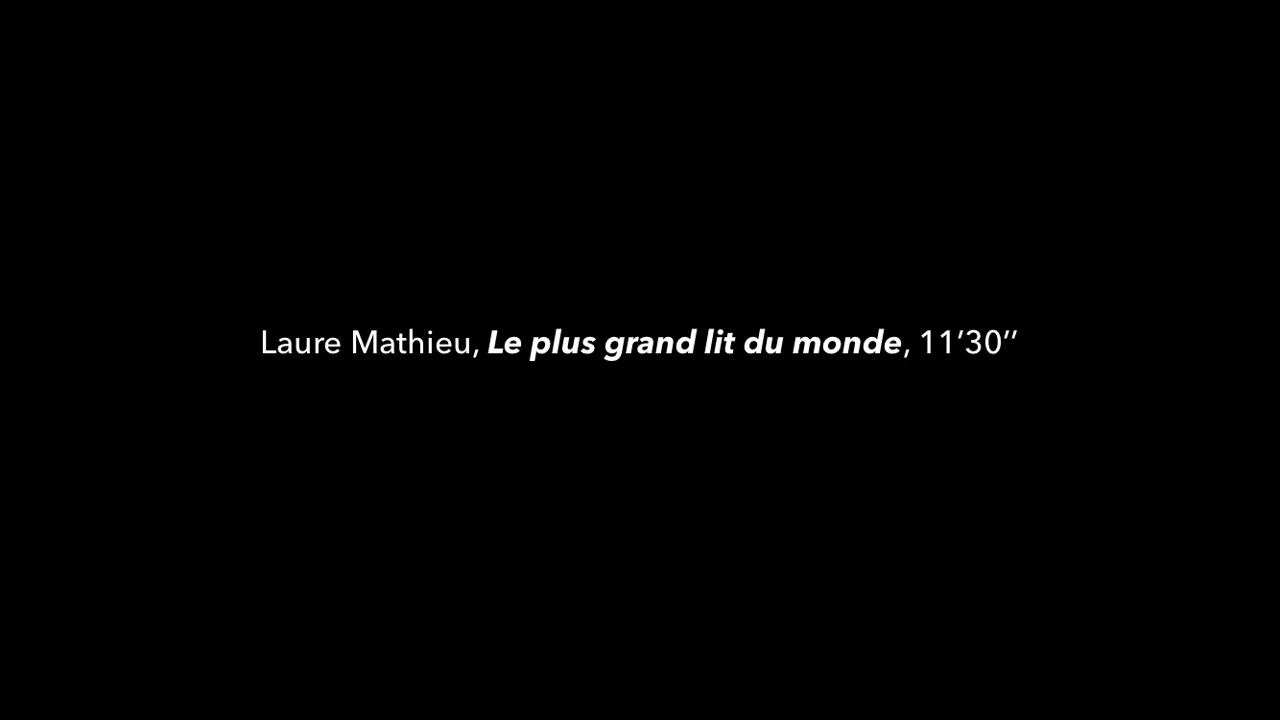 Laure Mathieu, Le plus grand lit du monde, 11’30’’